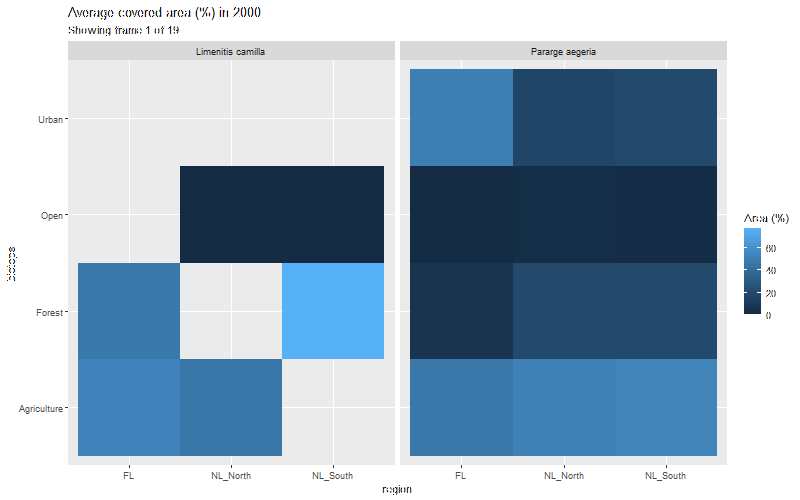 Average covered area (%) in 2000
Showing frame 1 of 19
Limenitis camilla
Pararge aegeria
Urban
Open
Forest
Agriculture
biotops
FL
NL_North
NL_South
FL
NL_North
NL_South
region
Area (%)
60
40
20
0